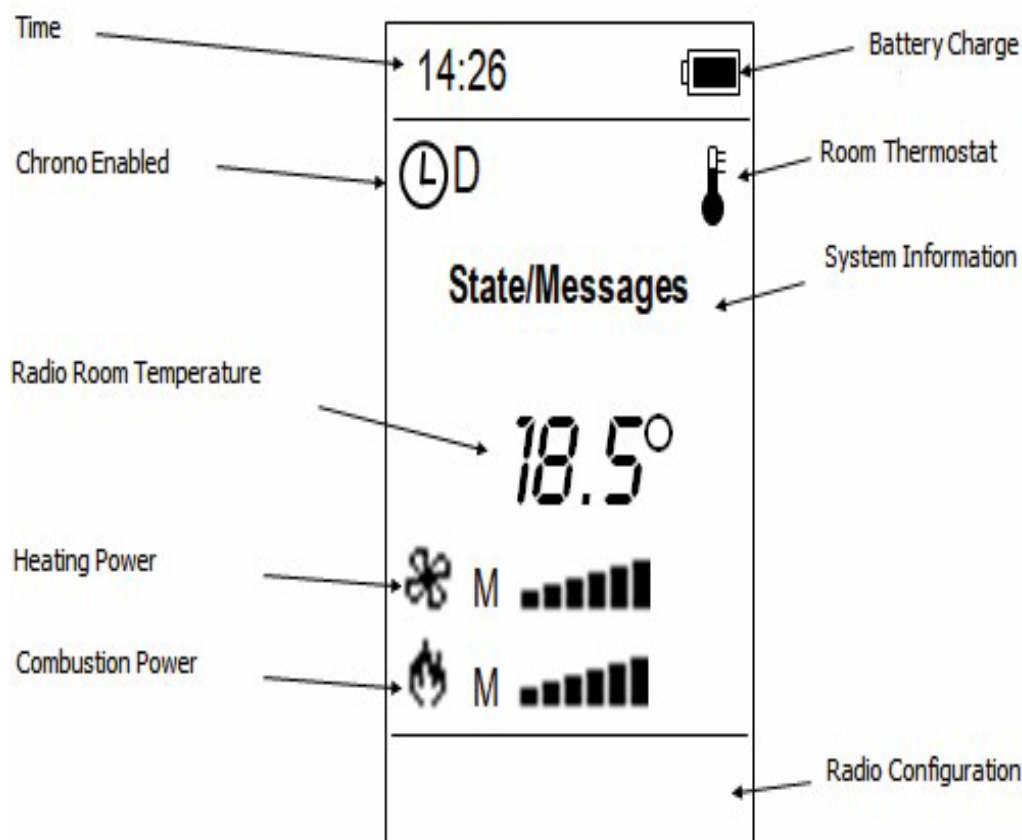 Time
14:26
Battery Charge
Chrono Enabled
D
Room Thermostat
System Information
State/Messages
Radio Room Temperature
18.5°
Heating Power
M
Combustion Power
M
Radio Configuration